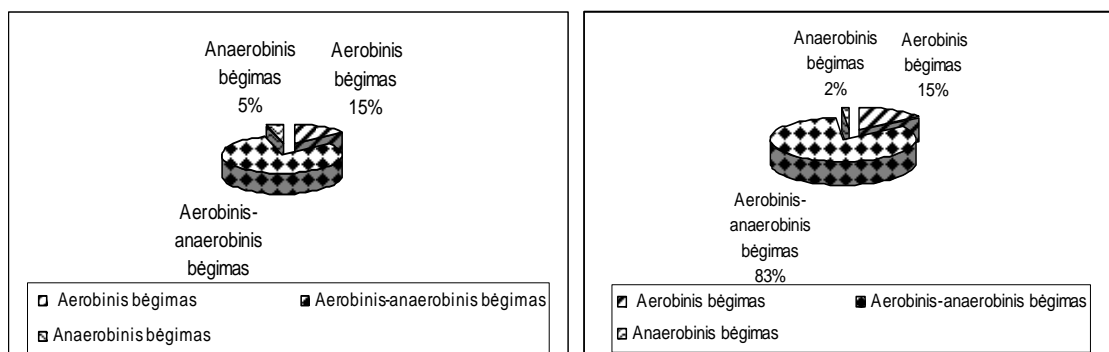 Anaerobinis
bėgimas
5%
Aerobinis
bėgimas
15%
Aerobinis-
anaerobinis
bėgimas
Aerobinis bėgimas
Aerobinis-anaerobinis bėgimas
Anaerobinis bėgimas
Anaerobinis
bėgimas
2%
Aerobinis
bėgimas
15%
Aerobinis-
anaerobinis
bėgimas
83%
Aerobinis bėgimas
Aerobinis-anaerobinis bėgimas
Anaerobinis bėgimas